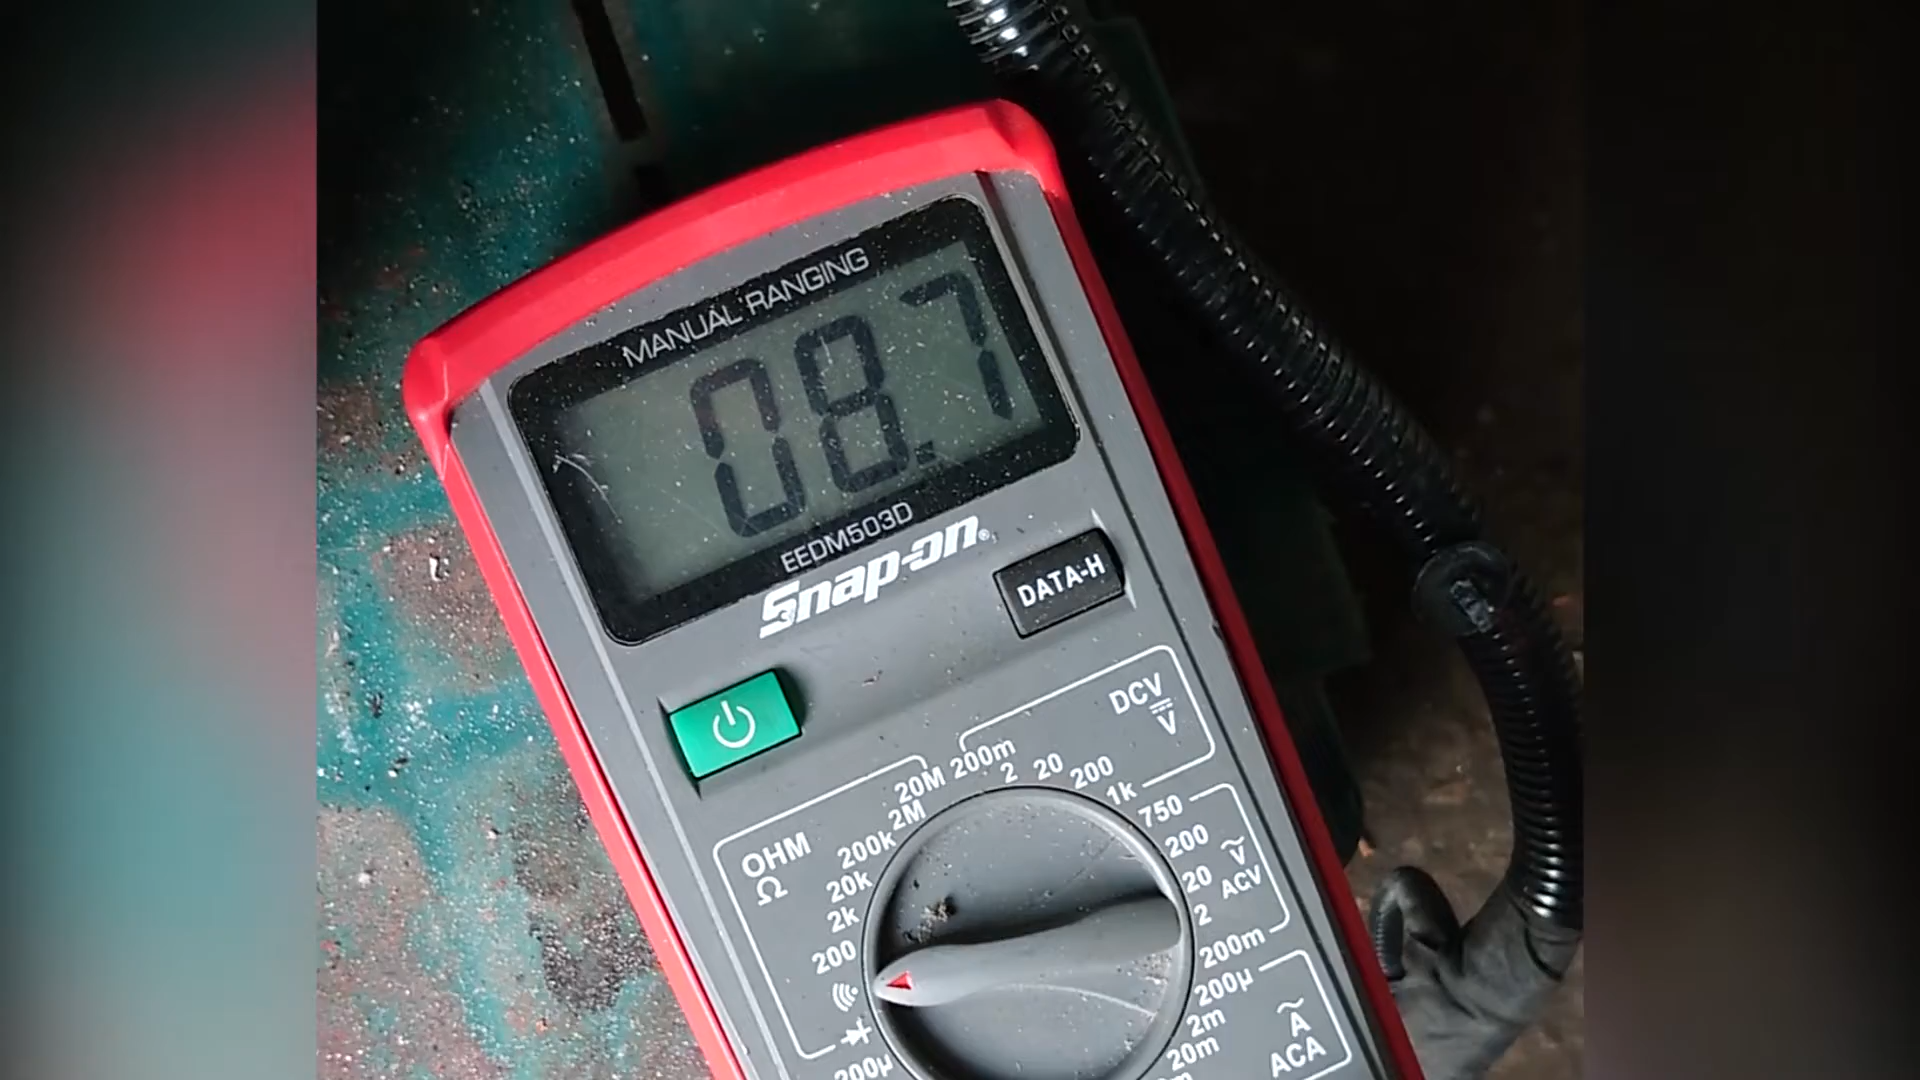 MANUAL RANGING
08.7
EEDM503D
Snap-on®
DATA-H
DCV
V
200m
2
20
200
1k
OHM
Ω
20M
2M
200k
20k
2k
200
750
200
20
2
200m
V
ACV
200µ
2m
20m
A
ACA
200µ